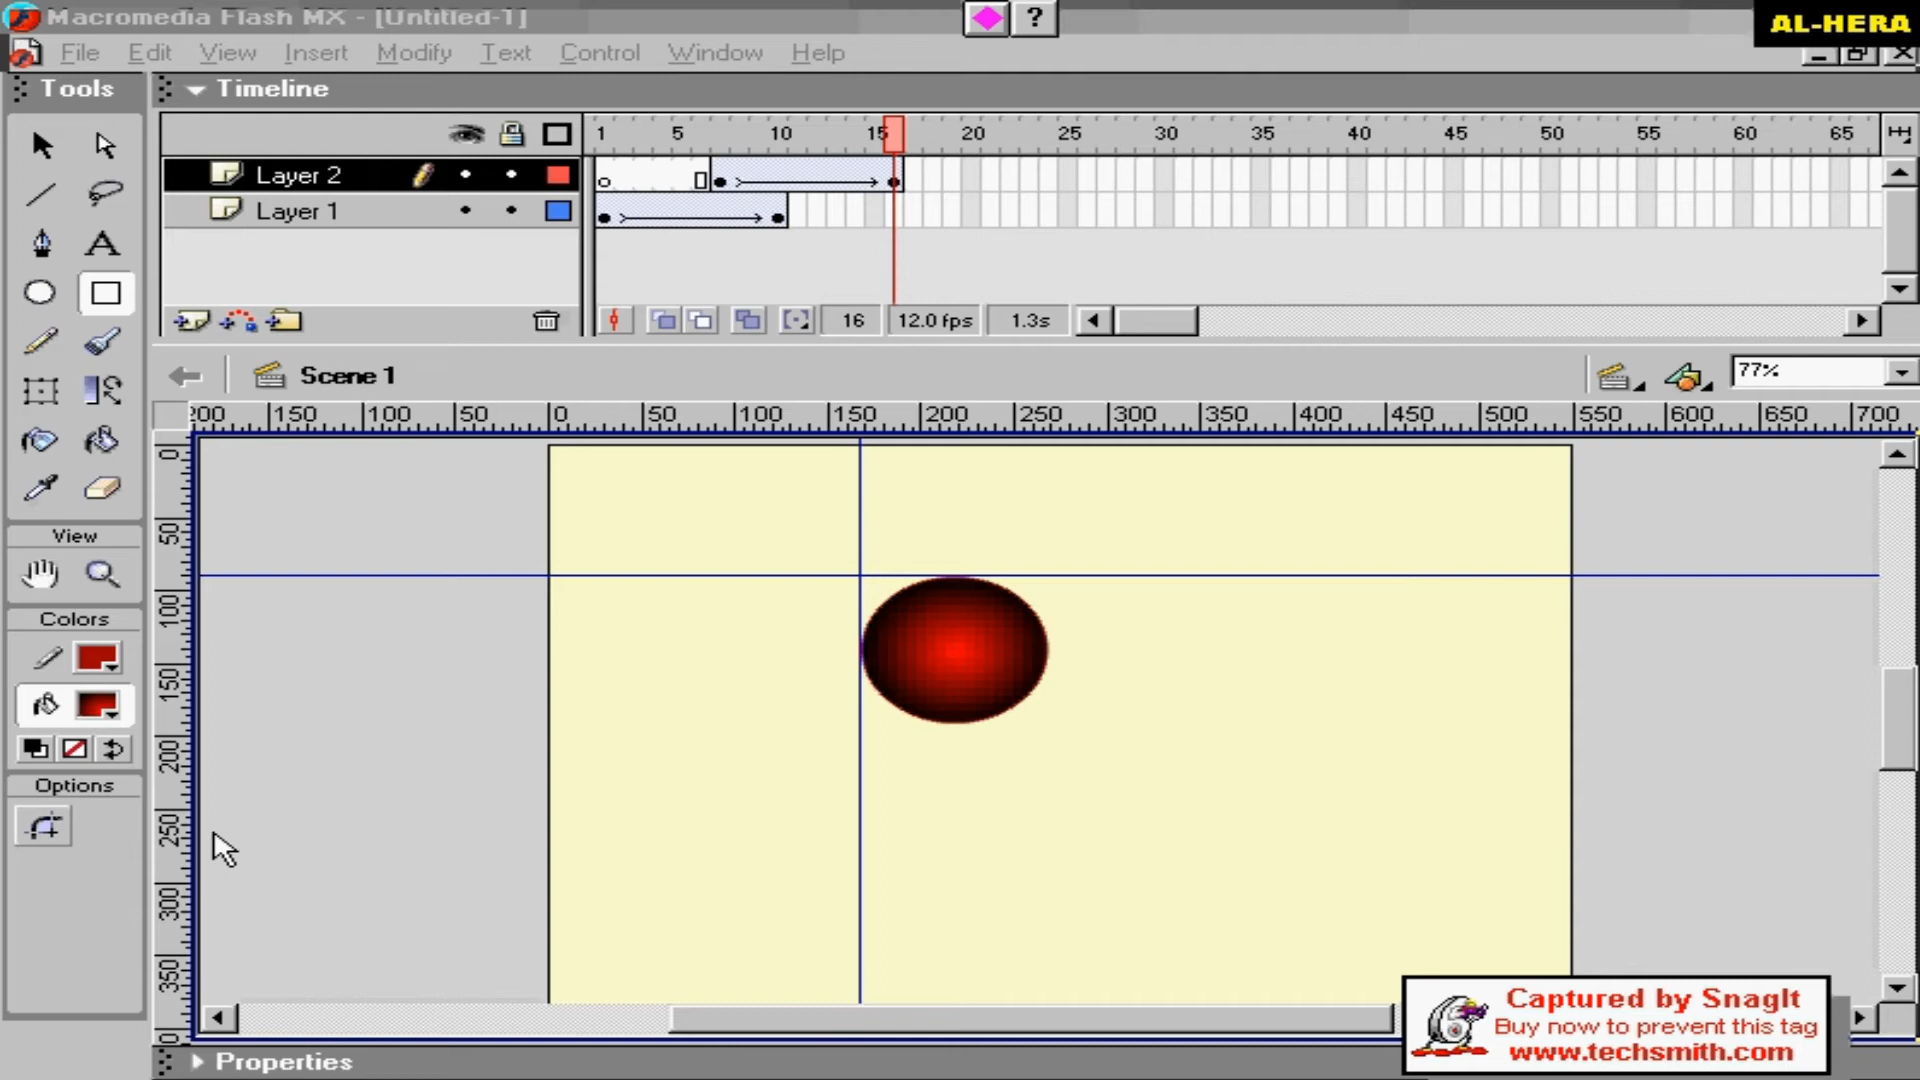 Macromedia Flash MX - [Untitled-1]
?
AL-HERA
File Edit View Insert Modify Text Control Window Help
Tools
Timeline
1 5 10 15 20 25 30 35 40 45 50 55 60 65
Layer 2
Layer 1
A
16 12.0 fps 1.3s
Scene 1
77%
200 150 100 50 0 50 100 150 200 250 300 350 400 450 500 550 600 650 700
0
50
100
150
200
250
300
350
View
Colors
Options
Captured by SnagIt
Buy now to prevent this tag
www.techsmith.com
Properties